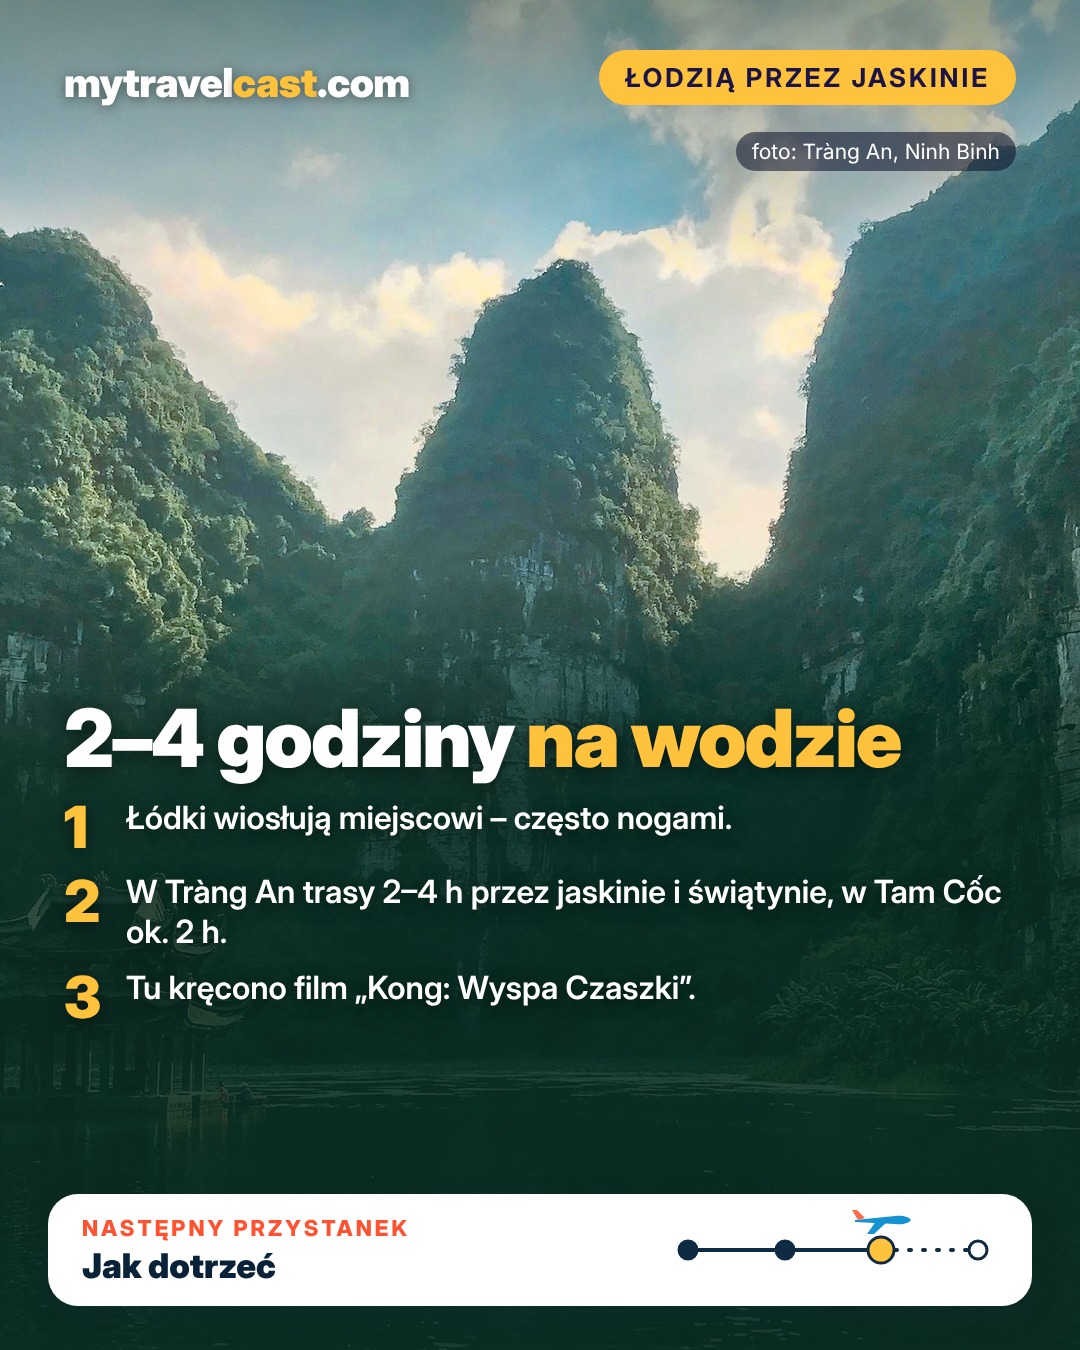 mytravelcast.com
ŁODZIĄ PRZEZ JASKINIE
foto: Tràng An, Ninh Binh
2–4 godziny na wodzie
1 Łódki wiosłują miejscowi – często nogami.
2 W Tràng An trasy 2–4 h przez jaskinie i świątynie, w Tam Cốc
ok. 2 h.
3 Tu kręcono film „Kong: Wyspa Czaszki”.
NASTĘPNY PRZYSTANEK
Jak dotrzeć